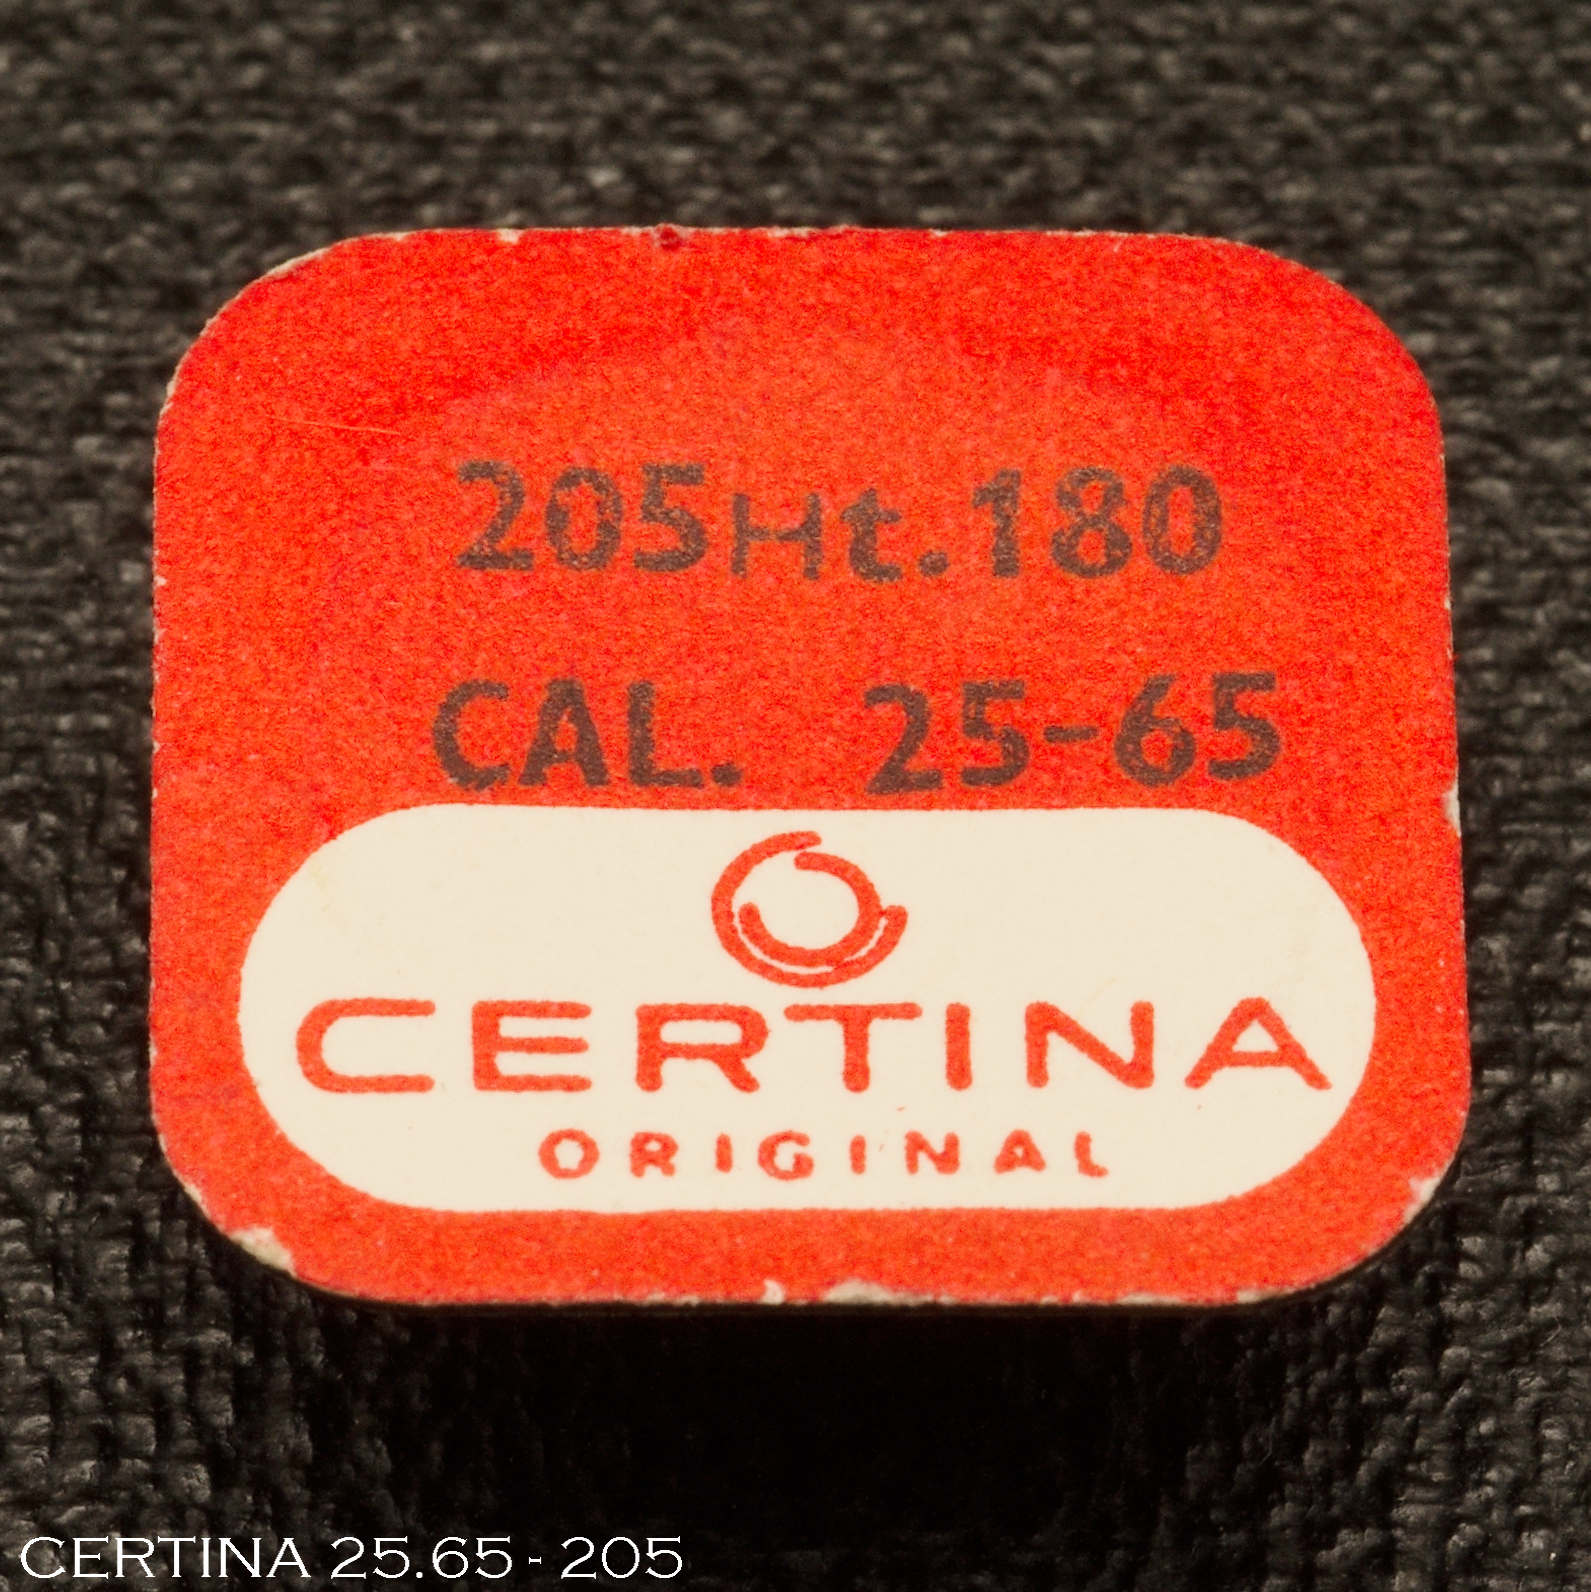 205Ht.180
CAL. 25-65
CERTINA
ORIGINAL
CERTINA 25.65 - 205